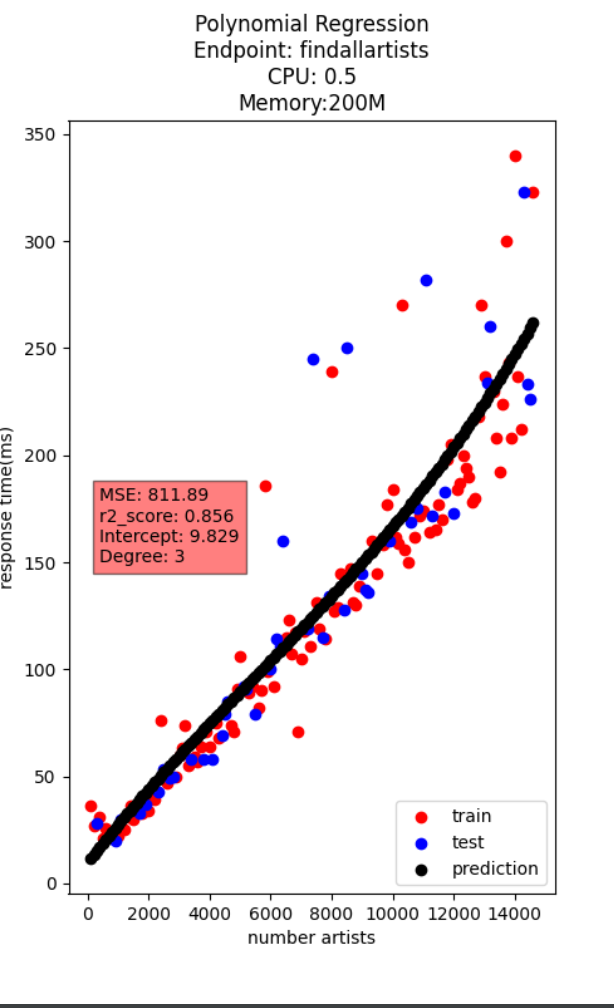 Polynomial Regression
Endpoint: findallartists
CPU: 0.5
Memory:200M
350
300
250
200
150
100
50
0
response time(ms)
MSE: 811.89
r2_score: 0.856
Intercept: 9.829
Degree: 3
train
test
prediction
0 2000 4000 6000 8000 10000 12000 14000
number artists